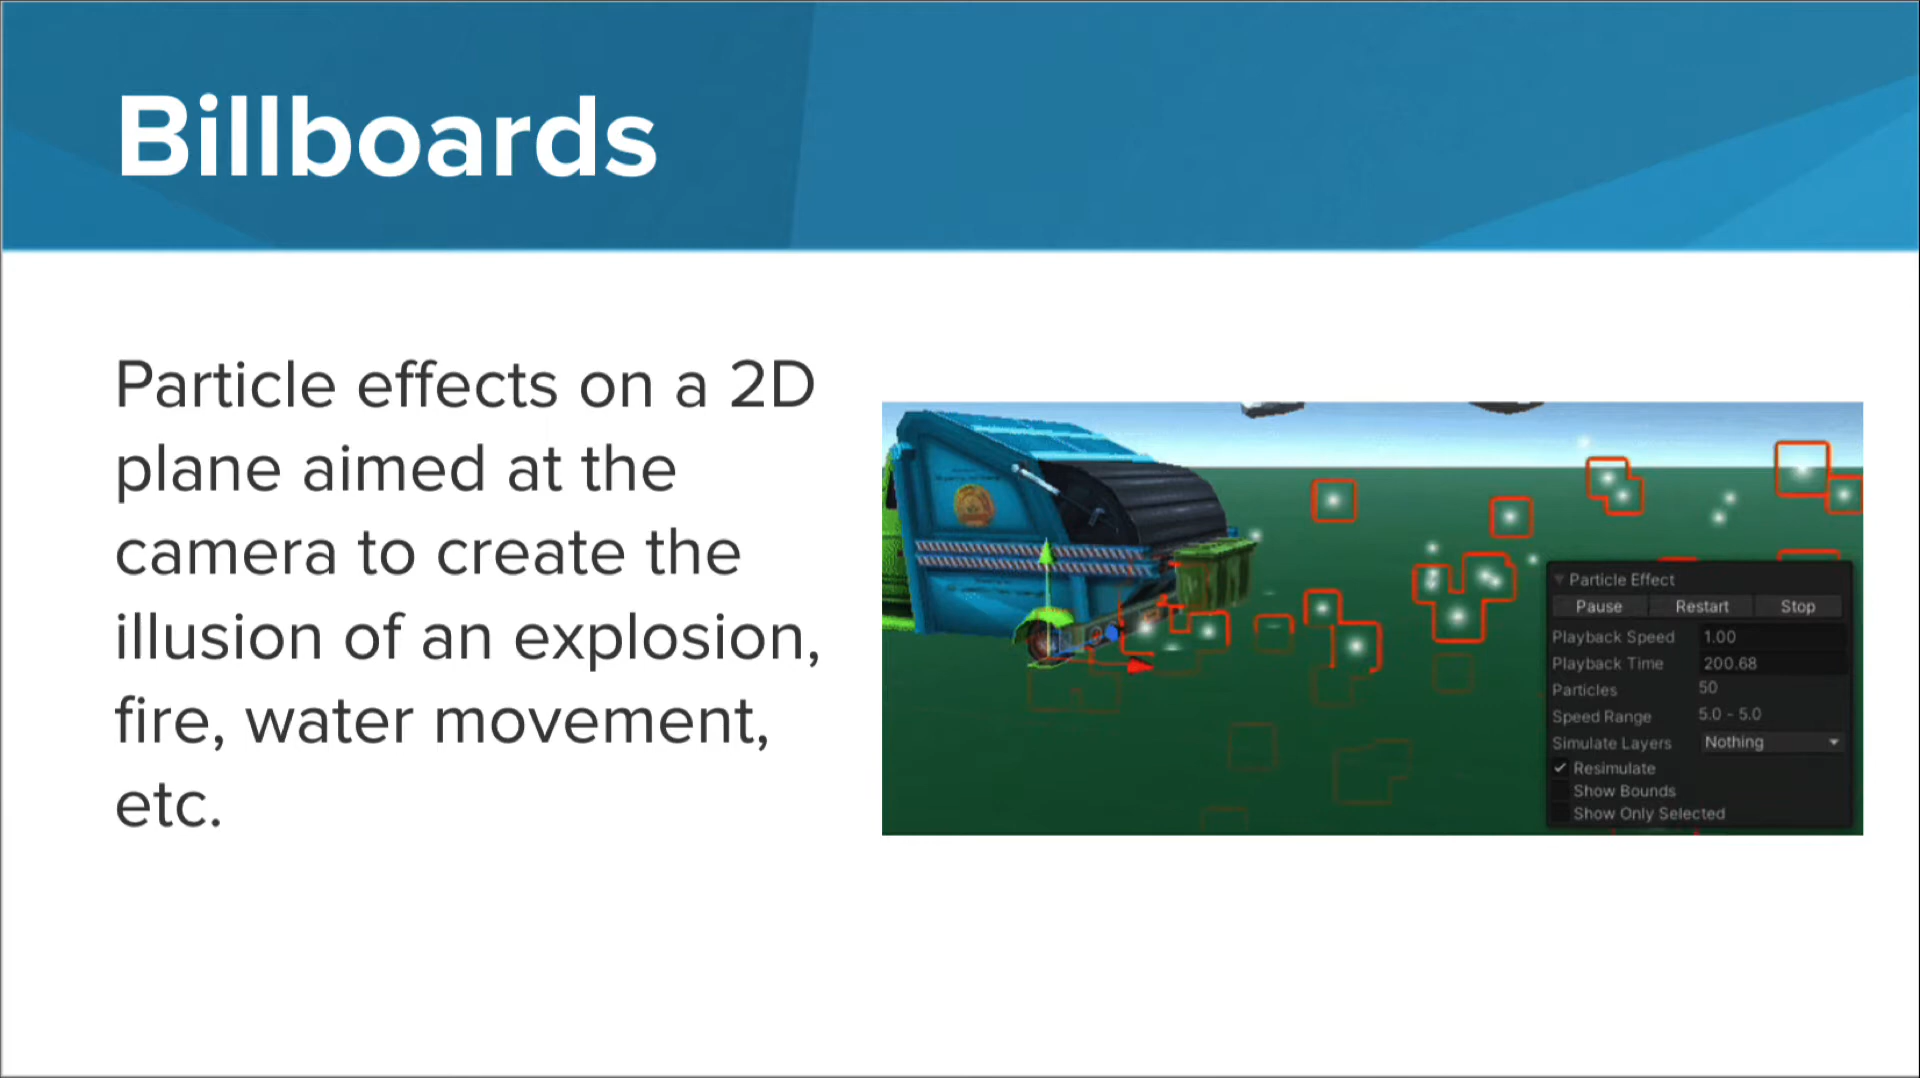 Billboards
Particle effects on a 2D
plane aimed at the
camera to create the
illusion of an explosion,
fire, water movement,
etc.
Particle Effect
Pause Restart Stop
Playback Speed 1.00
Playback Time 200.68
Particles 50
Speed Range 5.0 - 5.0
Simulate Layers Nothing
Resimulate
Show Bounds
Show Only Selected